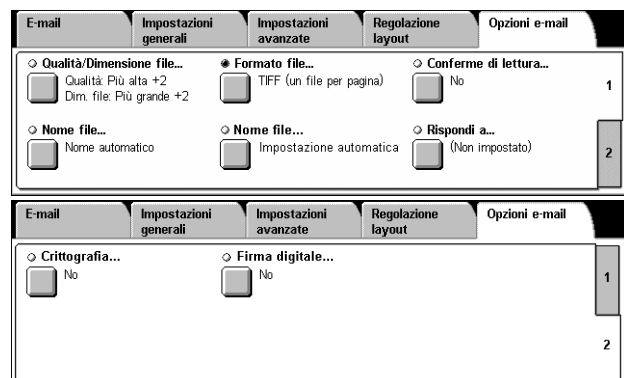 E-mail
Impostazioni generali
Impostazioni avanzate
Regolazione layout
Opzioni e-mail
Qualità/Dimensione file...
Qualità: Più alta +2
Dim. file: Più grande +2
Formato file...
TIFF (un file per pagina)
Conferme di lettura...
No
1
Nome file...
Nome automatico
Nome file...
Impostazione automatica
Rispondi a...
(Non impostato)
2
E-mail
Impostazioni generali
Impostazioni avanzate
Regolazione layout
Opzioni e-mail
Crittografia...
No
Firma digitale...
No
1
2